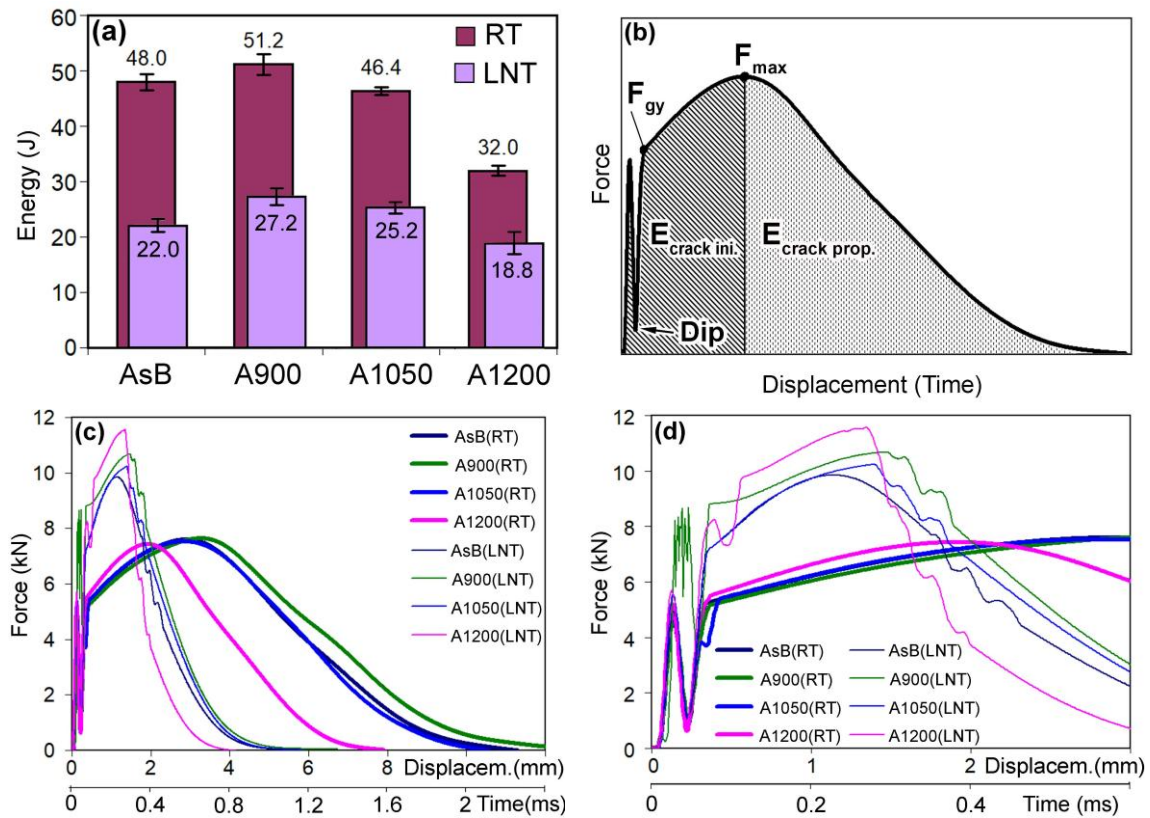 (a)
RT
LNT
Energy (J)
60
50
40
30
20
10
0
48.0
51.2
46.4
32.0
22.0
27.2
25.2
18.8
AsB
A900
A1050
A1200
(b)
F max
F gy
Force
E crack ini.
E crack prop.
Dip
Displacement (Time)
(c)
Force (kN)
12
10
8
6
4
2
0
AsB(RT)
A900(RT)
A1050(RT)
A1200(RT)
AsB(LNT)
A900(LNT)
A1050(LNT)
A1200(LNT)
0 2 4 6 8 Displacem.(mm)
0 0.4 0.8 1.2 1.6 2 Time(ms)
(d)
Force (kN)
12
10
8
6
4
2
0
AsB(RT) AsB(LNT)
A900(RT) A900(LNT)
A1050(RT) A1050(LNT)
A1200(RT) A1200(LNT)
0 1 2 Displacem.(mm)
0 0.2 0.4 Time (ms)